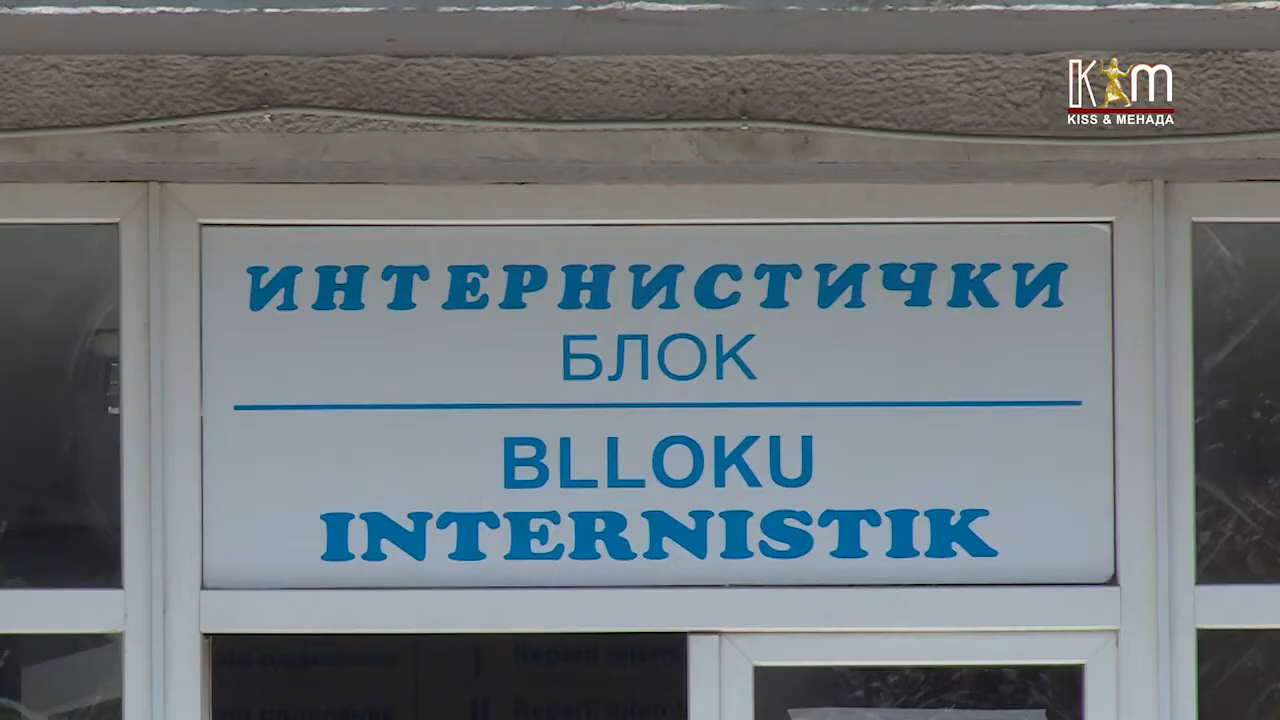 K m
KISS & МЕНАДА
ИНТЕРНИСТИЧКИ
БЛОК
BLLOKU
INTERNISTIK